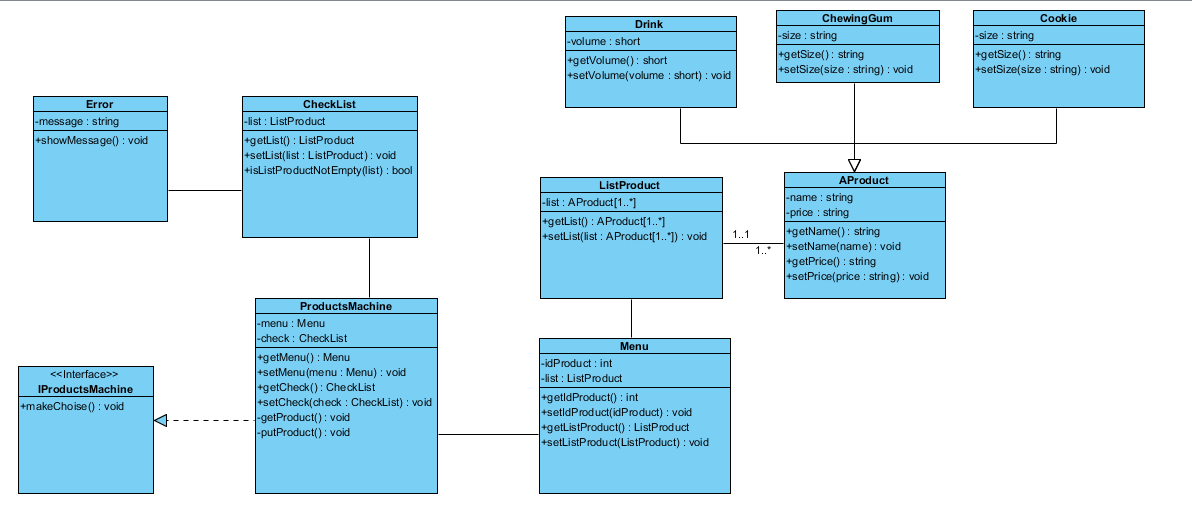 Drink
-volume : short
+getVolume() : short
+setVolume(volume : short) : void
ChewingGum
-size : string
+getSize() : string
+setSize(size : string) : void
Cookie
-size : string
+getSize() : string
+setSize(size : string) : void
Error
-message : string
+showMessage() : void
CheckList
-list : ListProduct
+getList() : ListProduct
+setList(list : ListProduct) : void
+isListProductNotEmpty(list) : bool
ListProduct
-list : AProduct[1..*]
+getList() : AProduct[1..*]
+setList(list : AProduct[1..*]) : void
1..1
1..*
AProduct
-name : string
-price : string
+getName() : string
+setName(name) : void
+getPrice() : string
+setPrice(price : string) : void
ProductsMachine
-menu : Menu
-check : CheckList
+getMenu() : Menu
+setMenu(menu : Menu) : void
+getCheck() : CheckList
+setCheck(check : CheckList) : void
-getProduct() : void
-putProduct() : void
<<Interface>>
IProductsMachine
+makeChoise() : void
Menu
-idProduct : int
-list : ListProduct
+getIdProduct() : int
+setIdProduct(idProduct) : void
+getListProduct() : ListProduct
+setListProduct(ListProduct) : void